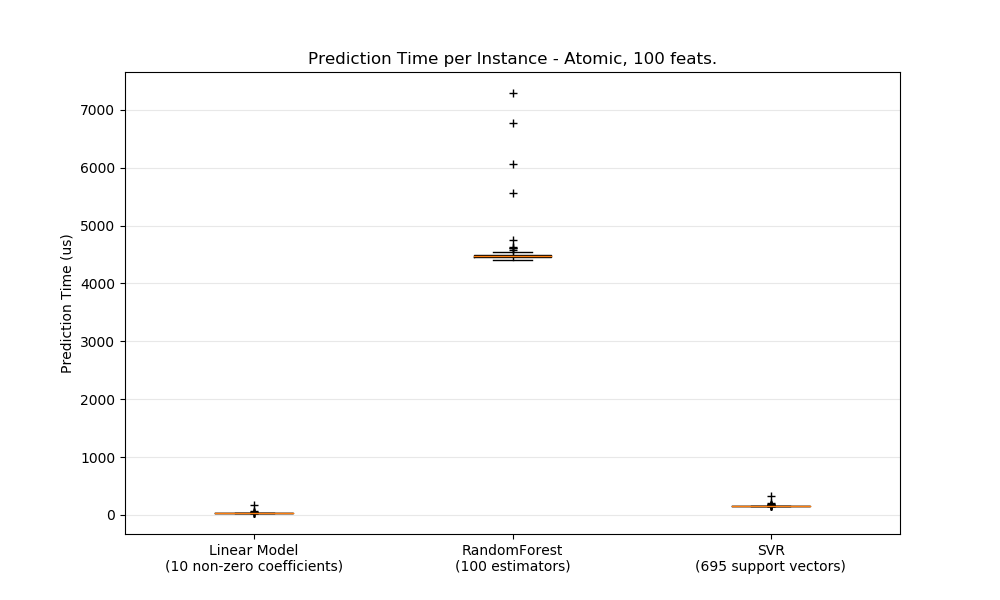 Prediction Time per Instance - Atomic, 100 feats.
Prediction Time (us)
7000
6000
5000
4000
3000
2000
1000
0
Linear Model
(10 non-zero coefficients)
RandomForest
(100 estimators)
SVR
(695 support vectors)